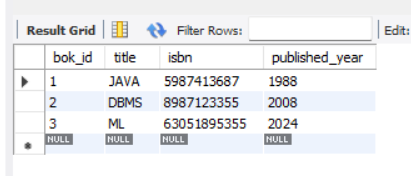 Result Grid Filter Rows: Edit:
bok_id title isbn published_year
1 JAVA 5987413687 1988
2 DBMS 8987123355 2008
3 ML 63051895355 2024
NULL NULL NULL NULL